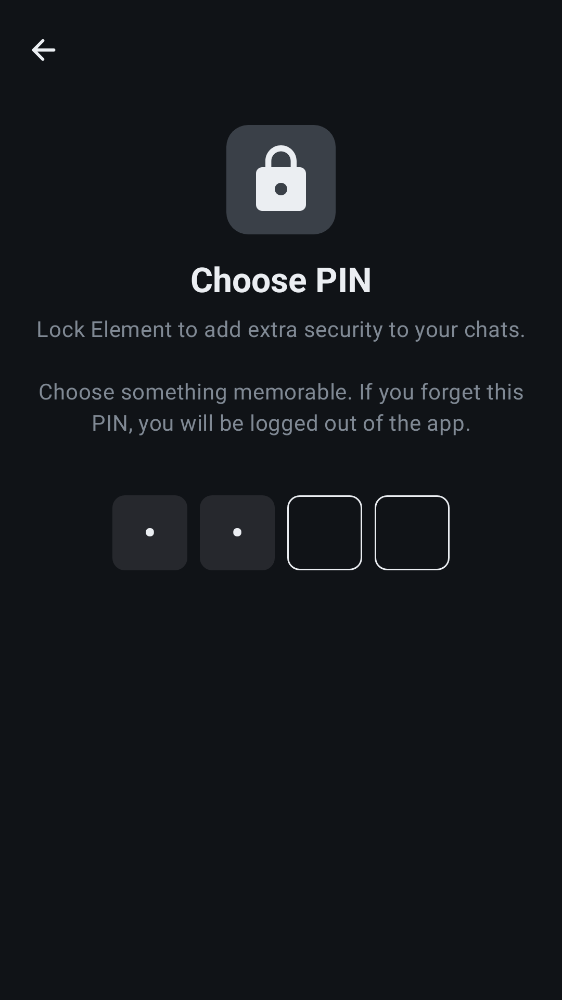 Choose PIN
Lock Element to add extra security to your chats.
Choose something memorable. If you forget this
PIN, you will be logged out of the app.